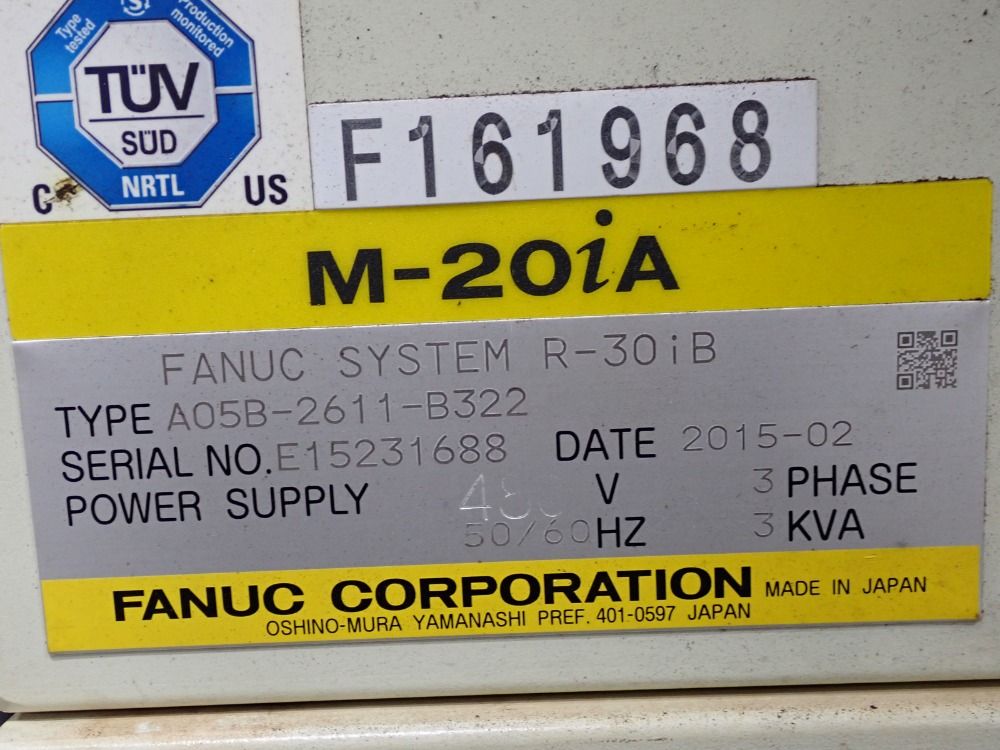 Type tested
Production monitored
TÜV
SÜD
NRTL
C US
F161968
M-20iA
FANUC SYSTEM R-30iB
TYPE A05B-2611-B322
SERIAL NO. E15231688 DATE 2015-02
POWER SUPPLY V 3 PHASE
50/60 HZ 3 KVA
FANUC CORPORATION MADE IN JAPAN
OSHINO-MURA YAMANASHI PREF. 401-0597 JAPAN